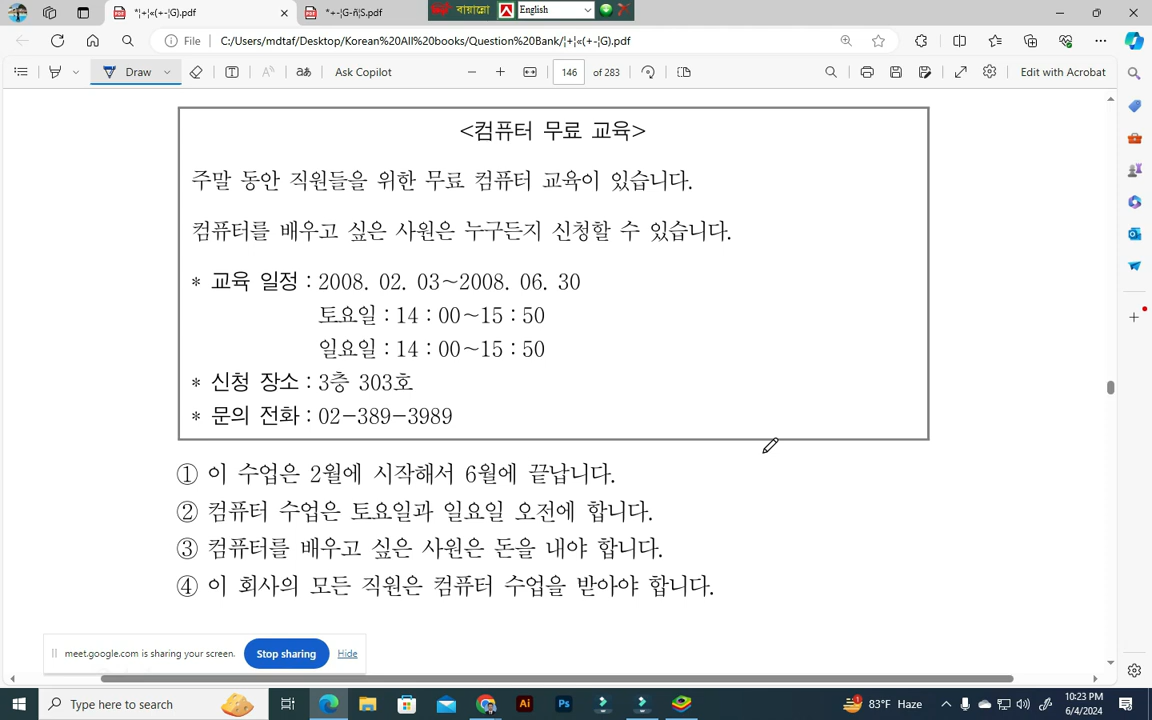 *¦+¦«(+-¦G).pdf
*+-¦G-ñ¦S.pdf
বায়ান্নো
English
File
C:/Users/mdtaf/Desktop/Korean%20All%20books/Question%20Bank/¦+¦«(+-¦G).pdf
Draw
Ask Copilot
146 of 283
Edit with Acrobat
<컴퓨터 무료 교육>
주말 동안 직원들을 위한 무료 컴퓨터 교육이 있습니다.
컴퓨터를 배우고 싶은 사원은 누구든지 신청할 수 있습니다.
* 교육 일정 : 2008. 02. 03~2008. 06. 30
토요일 : 14 : 00~15 : 50
일요일 : 14 : 00~15 : 50
* 신청 장소 : 3층 303호
* 문의 전화 : 02-389-3989
① 이 수업은 2월에 시작해서 6월에 끝납니다.
② 컴퓨터 수업은 토요일과 일요일 오전에 합니다.
③ 컴퓨터를 배우고 싶은 사원은 돈을 내야 합니다.
④ 이 회사의 모든 직원은 컴퓨터 수업을 받아야 합니다.
meet.google.com is sharing your screen.
Stop sharing
Hide
Type here to search
83°F Haze
10:23 PM
6/4/2024